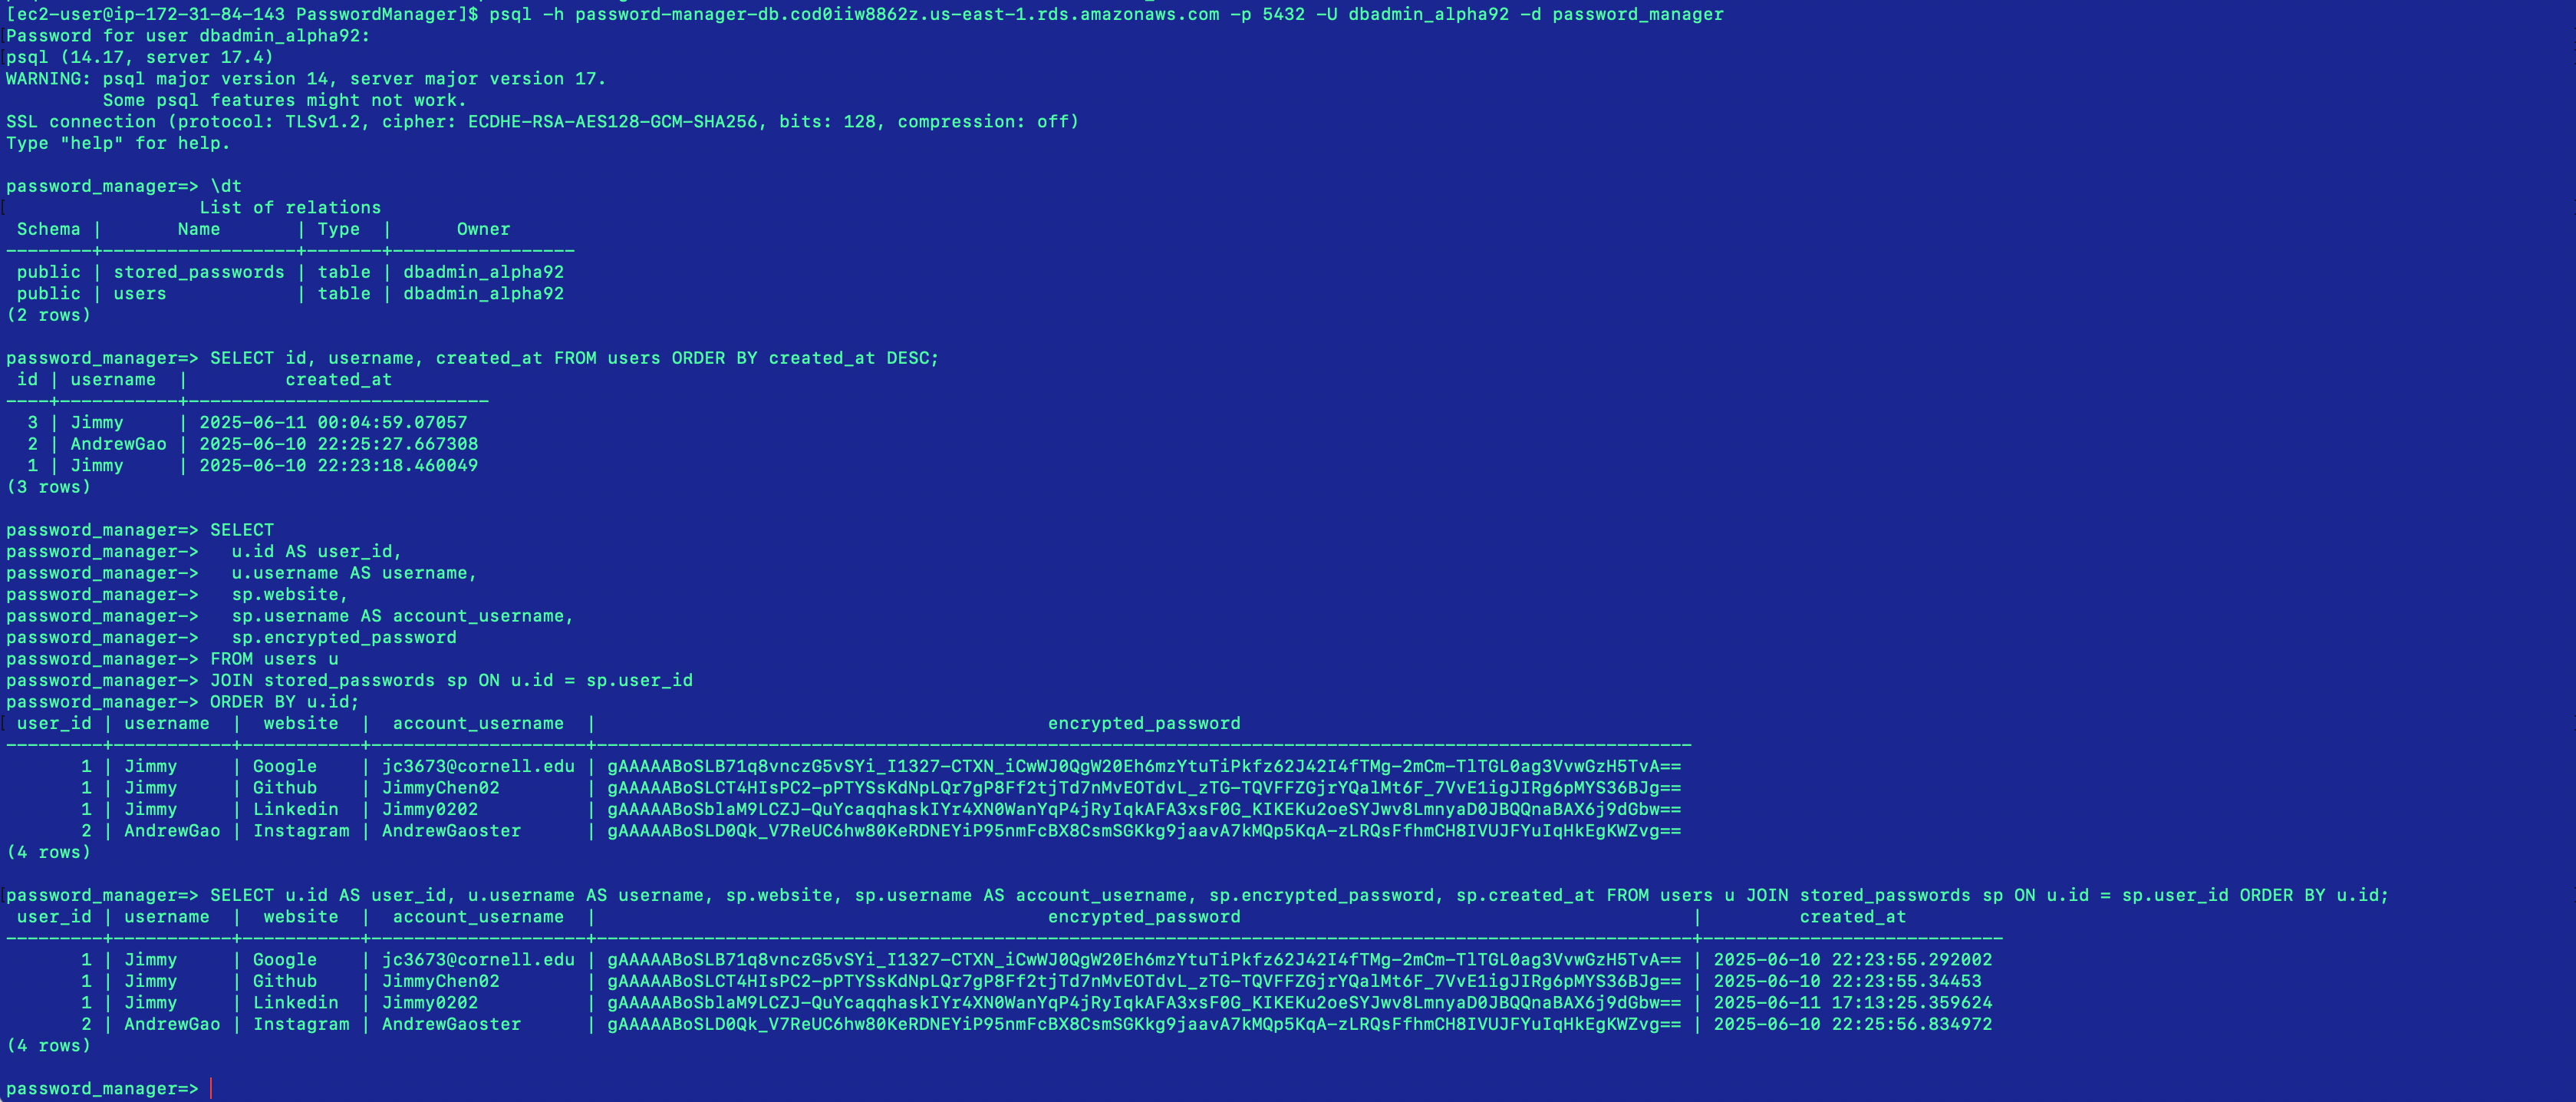 [ec2-user@ip-172-31-84-143 PasswordManager]$ psql -h password-manager-db.cod0iiw8862z.us-east-1.rds.amazonaws.com -p 5432 -U dbadmin_alpha92 -d password_manager
Password for user dbadmin_alpha92:
psql (14.17, server 17.4)
WARNING: psql major version 14, server major version 17.
         Some psql features might not work.
SSL connection (protocol: TLSv1.2, cipher: ECDHE-RSA-AES128-GCM-SHA256, bits: 128, compression: off)
Type "help" for help.

password_manager=> \dt
                  List of relations
 Schema |       Name       | Type  |      Owner
--------+------------------+-------+-----------------
 public | stored_passwords | table | dbadmin_alpha92
 public | users            | table | dbadmin_alpha92
(2 rows)

password_manager=> SELECT id, username, created_at FROM users ORDER BY created_at DESC;
 id | username  |         created_at
----+-----------+----------------------------
  3 | Jimmy     | 2025-06-11 00:04:59.07057
  2 | AndrewGao | 2025-06-10 22:25:27.667308
  1 | Jimmy     | 2025-06-10 22:23:18.460049
(3 rows)

password_manager=> SELECT
password_manager->   u.id AS user_id,
password_manager->   u.username AS username,
password_manager->   sp.website,
password_manager->   sp.username AS account_username,
password_manager->   sp.encrypted_password
password_manager-> FROM users u
password_manager-> JOIN stored_passwords sp ON u.id = sp.user_id
password_manager-> ORDER BY u.id;
 user_id | username  |  website  |  account_username  |                                          encrypted_password
---------+-----------+-----------+--------------------+------------------------------------------------------------------------------------------------------
       1 | Jimmy     | Google    | jc3673@cornell.edu | gAAAAABoSLB71q8vnczG5vSYi_I1327-CTXN_iCwWJ0QgW20Eh6mzYtuTiPkfz62J42I4fTMg-2mCm-TlTGL0ag3VvwGzH5TvA==
       1 | Jimmy     | Github    | JimmyChen02        | gAAAAABoSLCT4HIsPC2-pPTYSsKdNpLQr7gP8Ff2tjTd7nMvEOTdvL_zTG-TQVFFZGjrYQalMt6F_7VvE1igJIRg6pMYS36BJg==
       1 | Jimmy     | Linkedin  | Jimmy0202          | gAAAAABoSblaM9LCZJ-QuYcaqqhaskIYr4XN0WanYqP4jRyIqkAFA3xsF0G_KIKEKu2oeSYJwv8LmnyaD0JBQQnaBAX6j9dGbw==
       2 | AndrewGao | Instagram | AndrewGaoster      | gAAAAABoSLD0Qk_V7ReUC6hw80KeRDNEYiP95nmFcBX8CsmSGKkg9jaavA7kMQp5KqA-zLRQsFfhmCH8IVUJFYuIqHkEgKWZvg==
(4 rows)

password_manager=> SELECT u.id AS user_id, u.username AS username, sp.website, sp.username AS account_username, sp.encrypted_password, sp.created_at FROM users u JOIN stored_passwords sp ON u.id = sp.user_id ORDER BY u.id;
 user_id | username  |  website  |  account_username  |                                          encrypted_password                                          |         created_at
---------+-----------+-----------+--------------------+------------------------------------------------------------------------------------------------------+----------------------------
       1 | Jimmy     | Google    | jc3673@cornell.edu | gAAAAABoSLB71q8vnczG5vSYi_I1327-CTXN_iCwWJ0QgW20Eh6mzYtuTiPkfz62J42I4fTMg-2mCm-TlTGL0ag3VvwGzH5TvA== | 2025-06-10 22:23:55.292002
       1 | Jimmy     | Github    | JimmyChen02        | gAAAAABoSLCT4HIsPC2-pPTYSsKdNpLQr7gP8Ff2tjTd7nMvEOTdvL_zTG-TQVFFZGjrYQalMt6F_7VvE1igJIRg6pMYS36BJg== | 2025-06-10 22:23:55.34453
       1 | Jimmy     | Linkedin  | Jimmy0202          | gAAAAABoSblaM9LCZJ-QuYcaqqhaskIYr4XN0WanYqP4jRyIqkAFA3xsF0G_KIKEKu2oeSYJwv8LmnyaD0JBQQnaBAX6j9dGbw== | 2025-06-11 17:13:25.359624
       2 | AndrewGao | Instagram | AndrewGaoster      | gAAAAABoSLD0Qk_V7ReUC6hw80KeRDNEYiP95nmFcBX8CsmSGKkg9jaavA7kMQp5KqA-zLRQsFfhmCH8IVUJFYuIqHkEgKWZvg== | 2025-06-10 22:25:56.834972
(4 rows)

password_manager=>